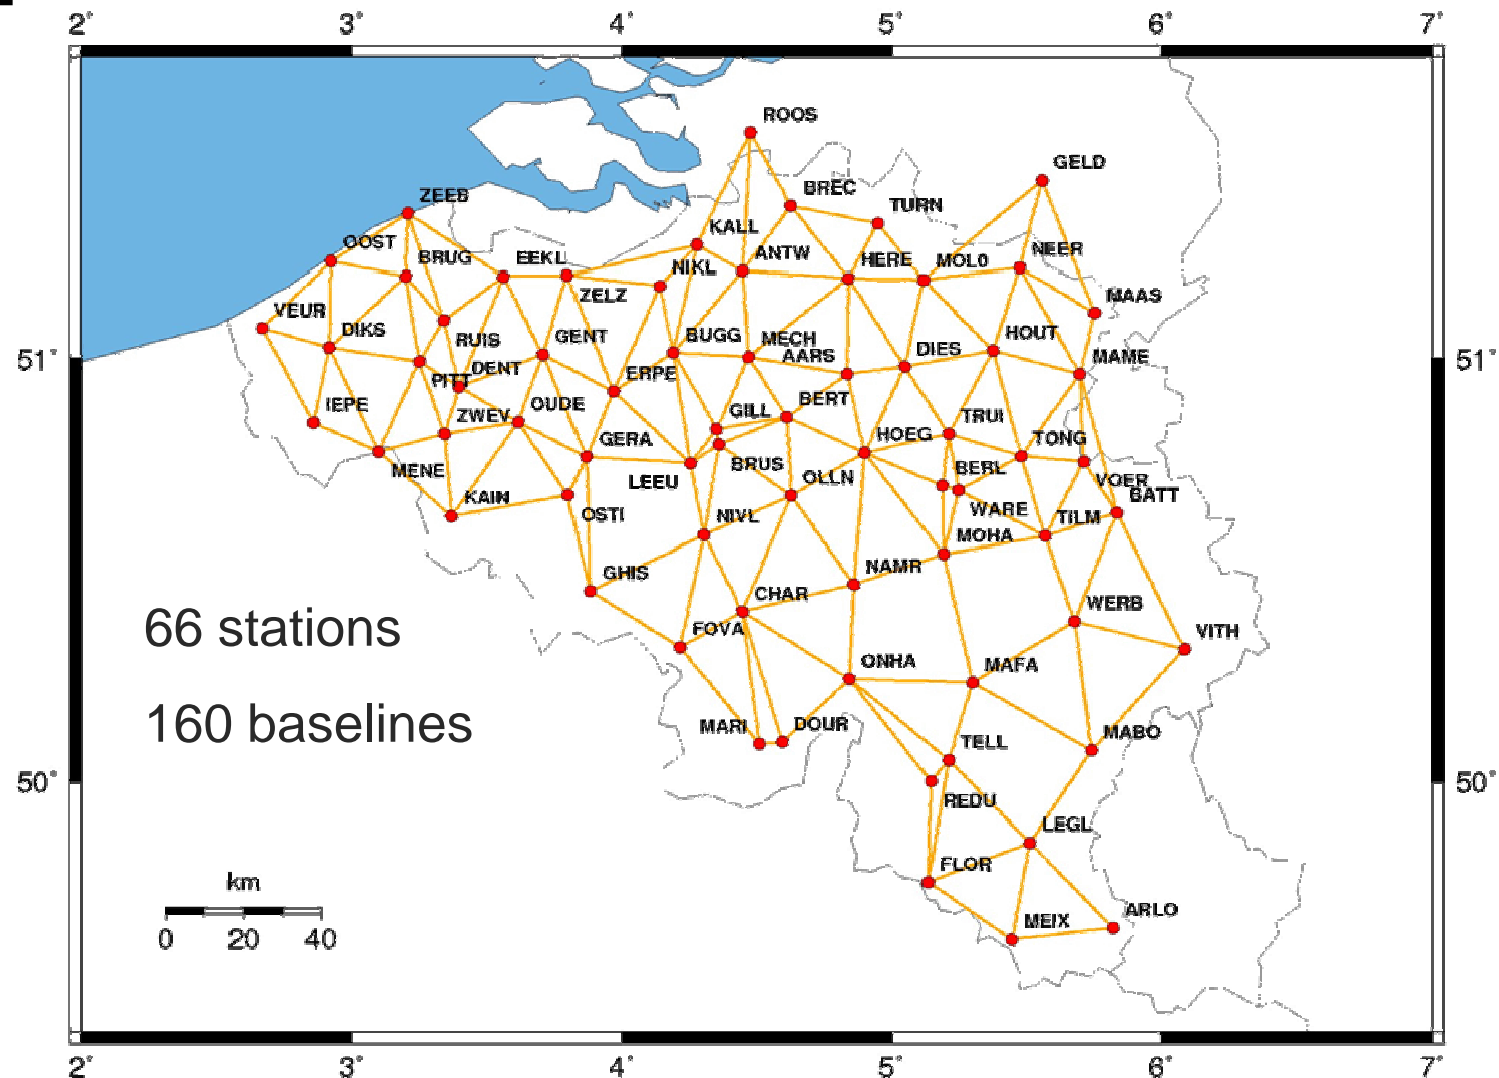 2° 3° 4° 5° 6° 7°
ROOS
GELD
BREC
ZEEB
TURN
KALL
OOST
NEER
ANTW
BRUG
EEKL
HERE
MOL0
NIKL
ZELZ
MAAS
VEUR
DIKS
RUIS
GENT
BUGG
MECH
HOUT
DIES
AARS
MAME
51° 51°
DENT
PITT
ERPE
IEPE
OUDE
BERT
ZWEV
GILL
TRUI
GERA
HOEG
TONG
MENE
BRUS
BERL
LEEU
OLLN
VOER
BATT
KAIN
WARE
OSTI
NIVL
TILM
MOHA
GHIS
NAMR
CHAR
WERB
66 stations
FOVA
VITH
ONHA
MAFA
160 baselines
MARI
DOUR
MABO
TELL
50° 50°
REDU
LEGL
FLOR
km
ARLO
MEIX
0 20 40
2° 3° 4° 5° 6° 7°